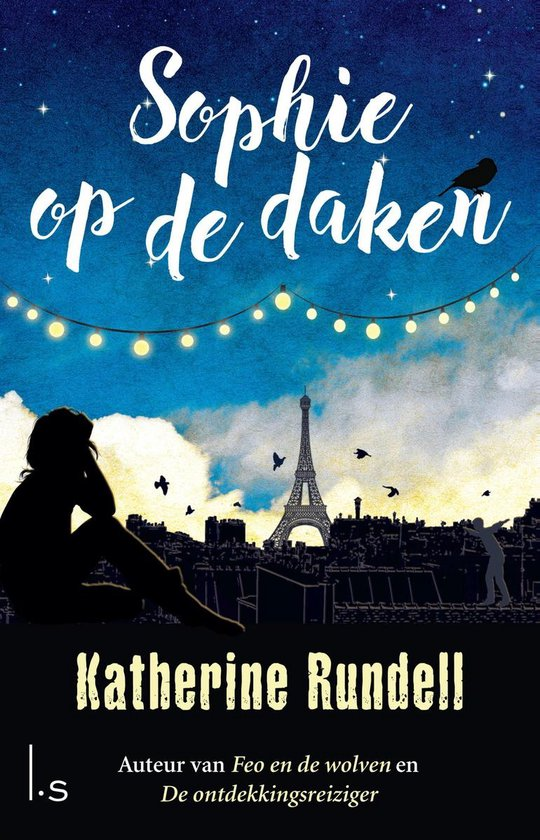 Sophie
op de daken
Katherine Rundell
Auteur van Feo en de wolven en
De ontdekkingsreiziger
l.s